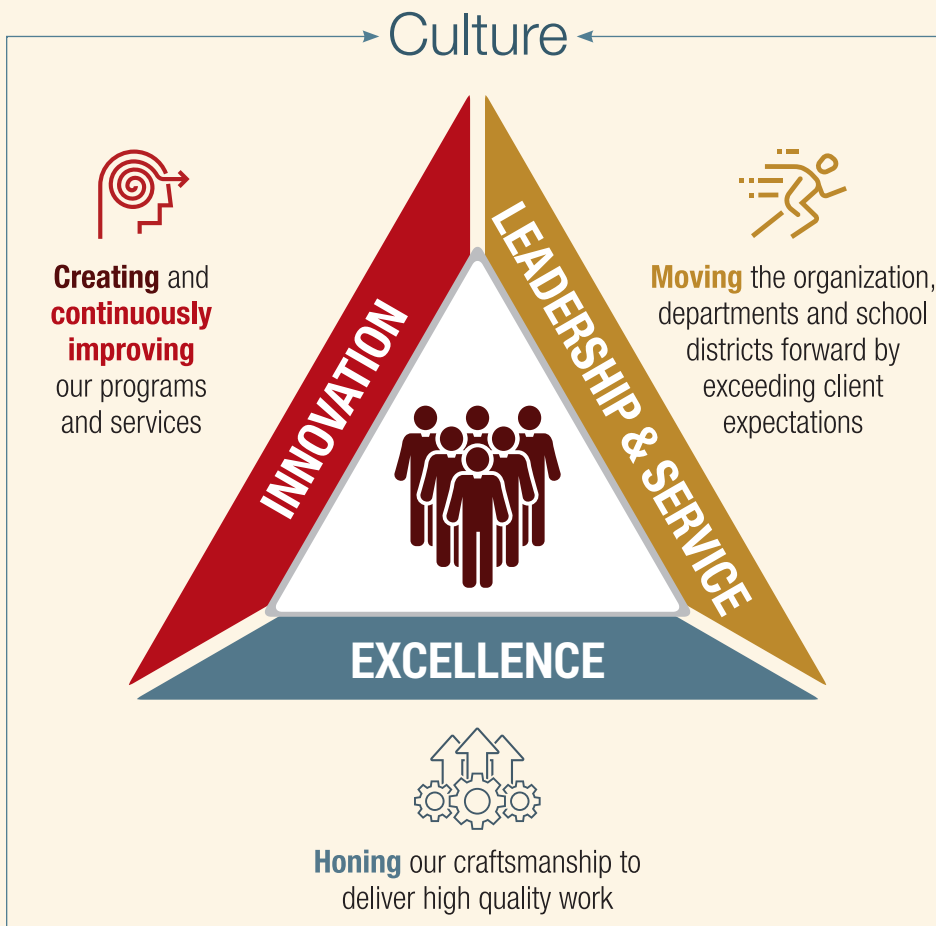 Culture
Creating and
continuously
improving
our programs
and services
INNOVATION
LEADERSHIP & SERVICE
Moving the organization,
departments and school
districts forward by
exceeding client
expectations
EXCELLENCE
Honing our craftsmanship to
deliver high quality work